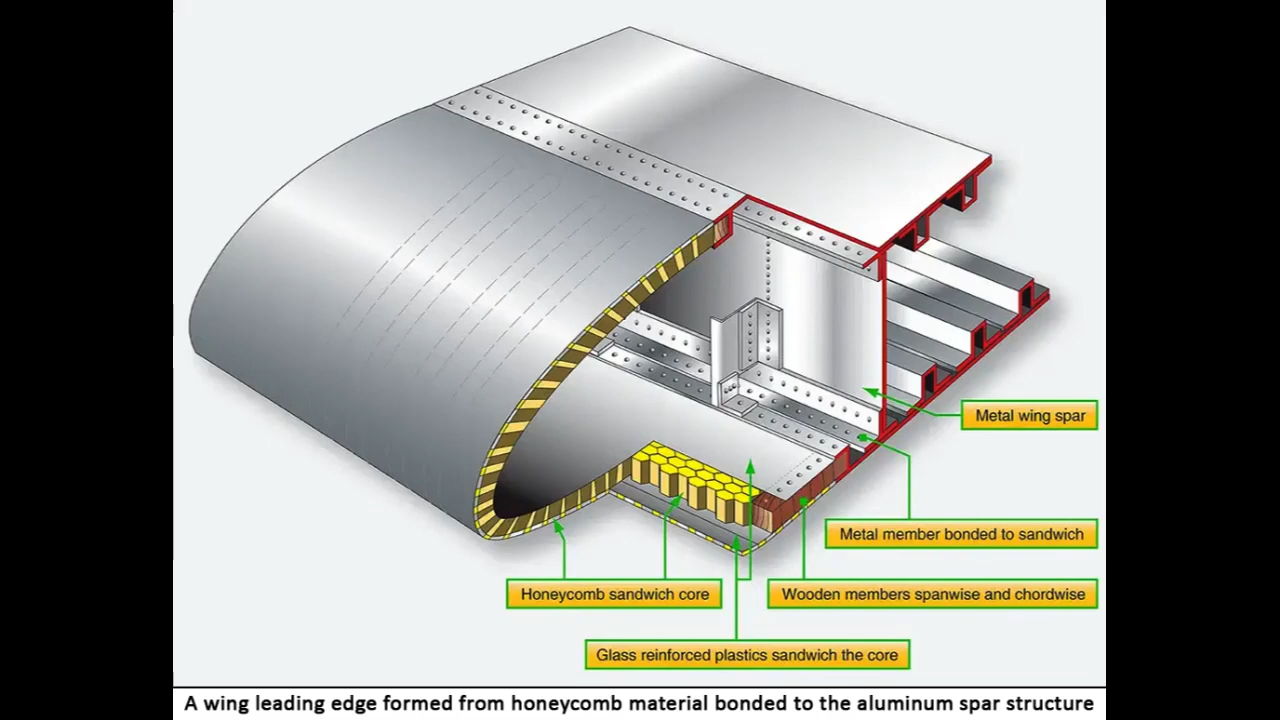 Metal wing spar
Metal member bonded to sandwich
Honeycomb sandwich core
Wooden members spanwise and chordwise
Glass reinforced plastics sandwich the core
A wing leading edge formed from honeycomb material bonded to the aluminum spar structure